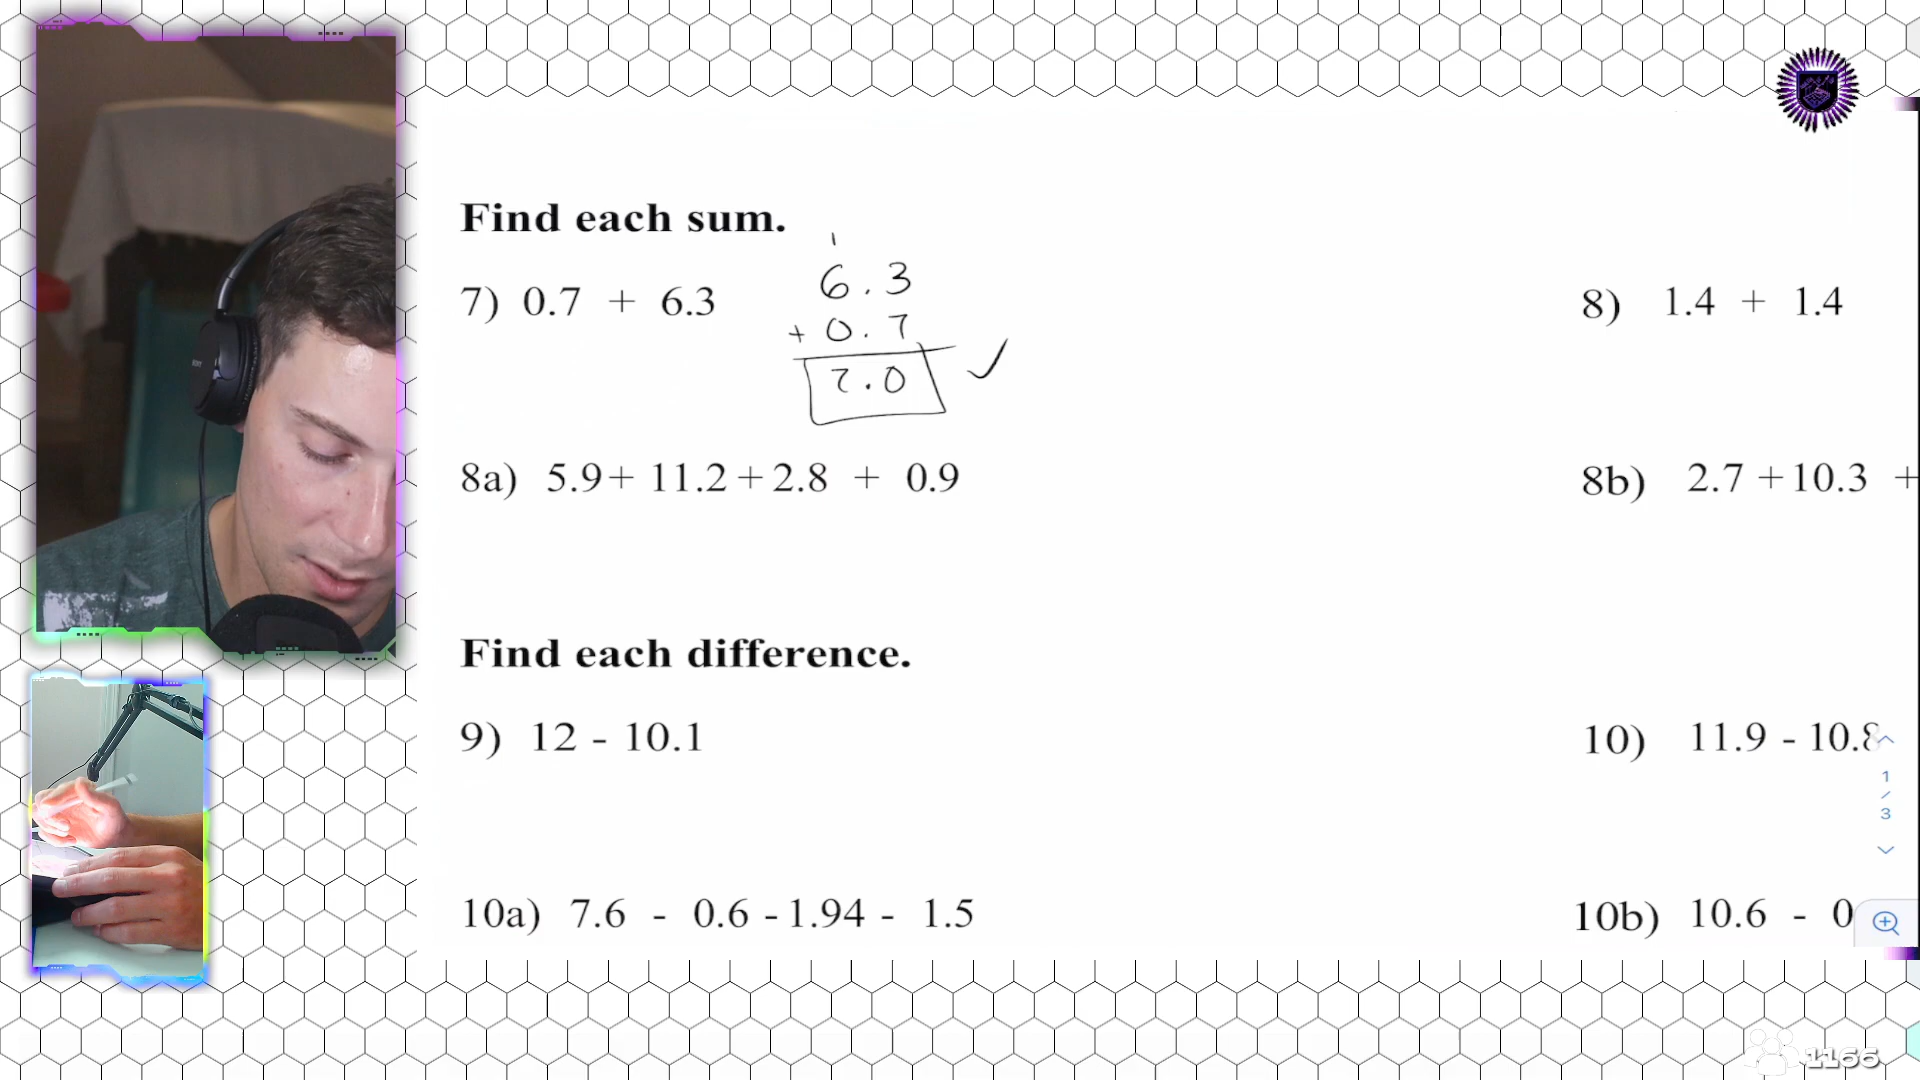 Find each sum.
1
7) 0.7 + 6.3
6.3
+ 0.7
7.0 ✓
8) 1.4 + 1.4
8a) 5.9+ 11.2+2.8 + 0.9
8b) 2.7 +10.3 +
Find each difference.
9) 12 - 10.1
10) 11.9 - 10.8
1
/
3
10a) 7.6 - 0.6 -1.94 - 1.5
10b) 10.6 - 0
1166